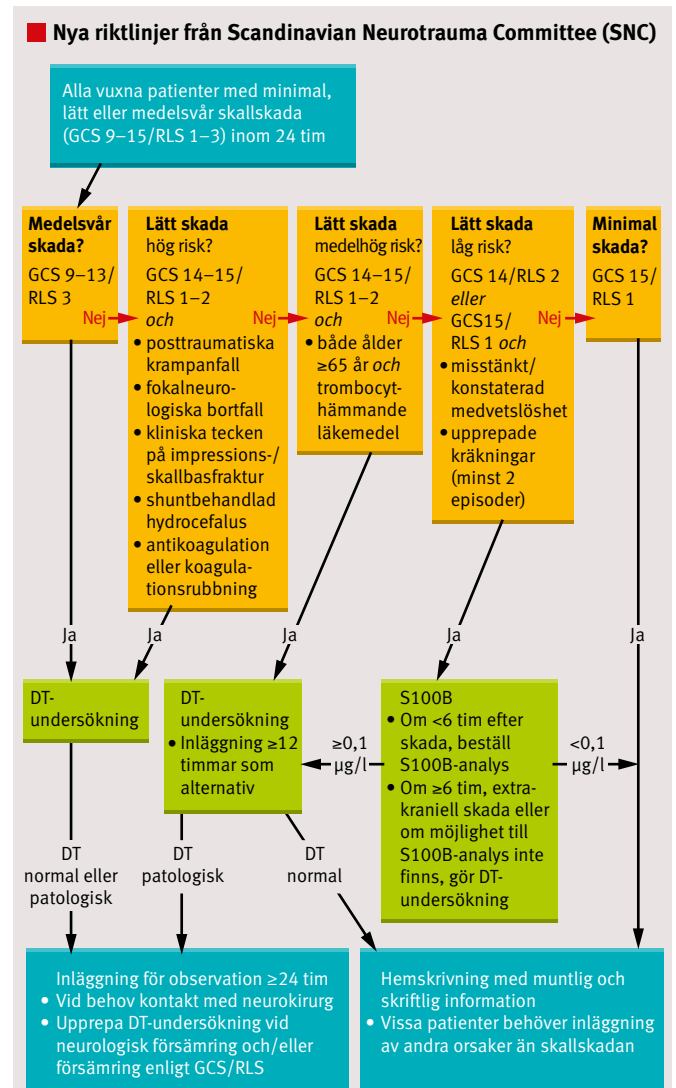 Nya riktlinjer från Scandinavian Neurotrauma Committee (SNC)
Alla vuxna patienter med minimal,
lätt eller medelsvår skallskada
(GCS 9–15/RLS 1–3) inom 24 tim
Medelsvår
skada?
GCS 9–13/
RLS 3
Nej
Lätt skada
hög risk?
GCS 14–15/
RLS 1–2
och
• posttraumatiska
krampanfall
• fokalneuro-
logiska bortfall
• kliniska tecken
på impressions-/
skallbasfraktur
• shuntbehandlad
hydrocefalus
• antikoagulation
eller koagula-
tionsrubbning
Nej
Lätt skada
medelhög risk?
GCS 14–15/
RLS 1–2
och
• både ålder
≥65 år och
trombocyt-
hämmande
läkemedel
Nej
Lätt skada
låg risk?
GCS 14/RLS 2
eller
GCS15/
RLS 1 och
• misstänkt/
konstaterad
medvetslöshet
• upprepade
kräkningar
(minst 2
episoder)
Nej
Minimal
skada?
GCS 15/
RLS 1
Ja
Ja
Ja
Ja
Ja
DT-
undersökning
DT-
undersökning
• Inläggning ≥12
timmar som
alternativ
≥0,1
µg/l
S100B
• Om <6 tim efter
skada, beställ
S100B-analys
• Om ≥6 tim, extra-
kraniell skada eller
om möjlighet till
S100B-analys inte
finns, gör DT-
undersökning
<0,1
µg/l
DT
normal eller
patologisk
DT
patologisk
DT
normal
Inläggning för observation ≥24 tim
• Vid behov kontakt med neurokirurg
• Upprepa DT-undersökning vid
neurologisk försämring och/eller
försämring enligt GCS/RLS
Hemskrivning med muntlig och
skriftlig information
• Vissa patienter behöver inläggning
av andra orsaker än skallskadan